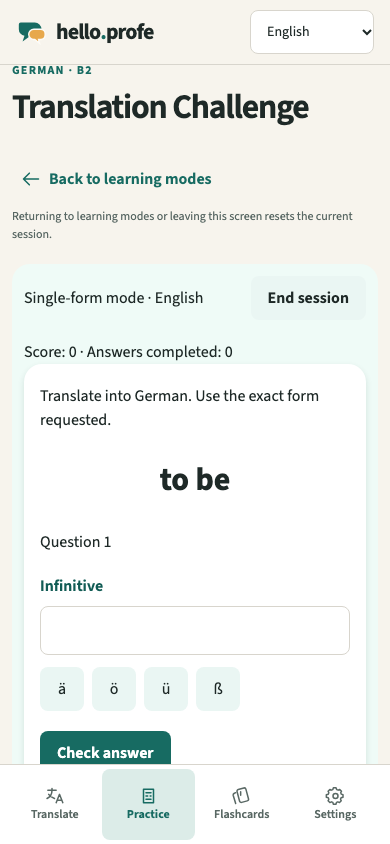 hello.profe
English
GERMAN · B2
Translation Challenge
← Back to learning modes
Returning to learning modes or leaving this screen resets the current
session.
Single-form mode · English
End session
Score: 0 · Answers completed: 0
Translate into German. Use the exact form
requested.
to be
Question 1
Infinitive
ä ö ü ß
Check answer
Translate Practice Flashcards Settings